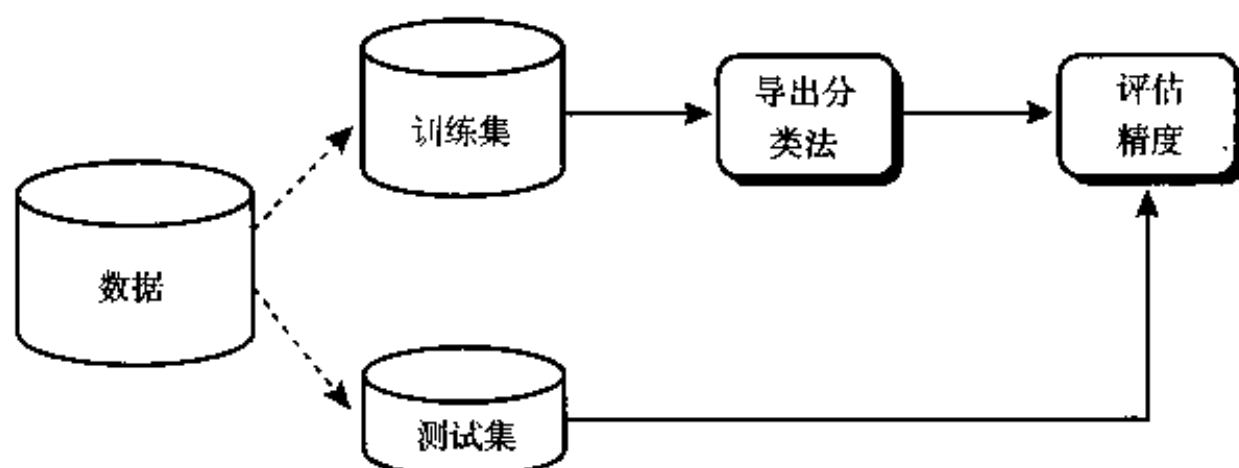 训练集
导出分
类法
评估
精度
数据
测试集